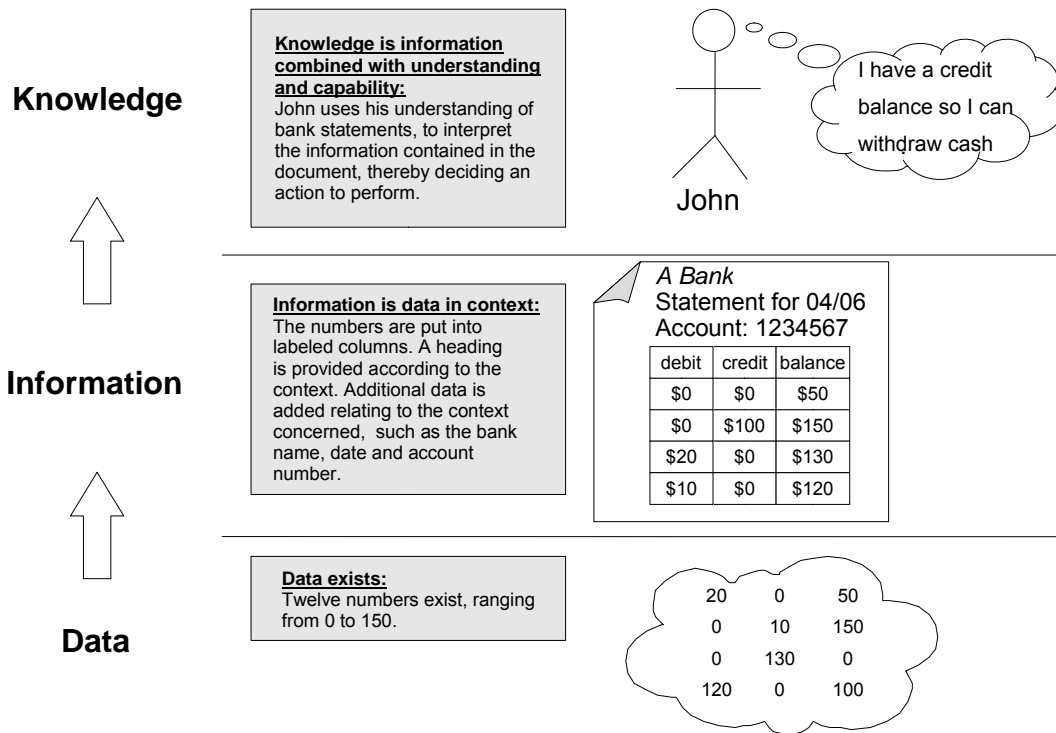 Knowledge
Knowledge is information
combined with understanding
and capability:
John uses his understanding of
bank statements, to interpret
the information contained in the
document, thereby deciding an
action to perform.
I have a credit
balance so I can
withdraw cash
John
Information
Information is data in context:
The numbers are put into
labeled columns. A heading
is provided according to the
context. Additional data is
added relating to the context
concerned,  such as the bank
name, date and account
number.
A Bank
Statement for 04/06
Account: 1234567
debit credit balance
$0 $0 $50
$0 $100 $150
$20 $0 $130
$10 $0 $120
Data
Data exists:
Twelve numbers exist, ranging
from 0 to 150.
20 0 50
0 10 150
0 130 0
120 0 100